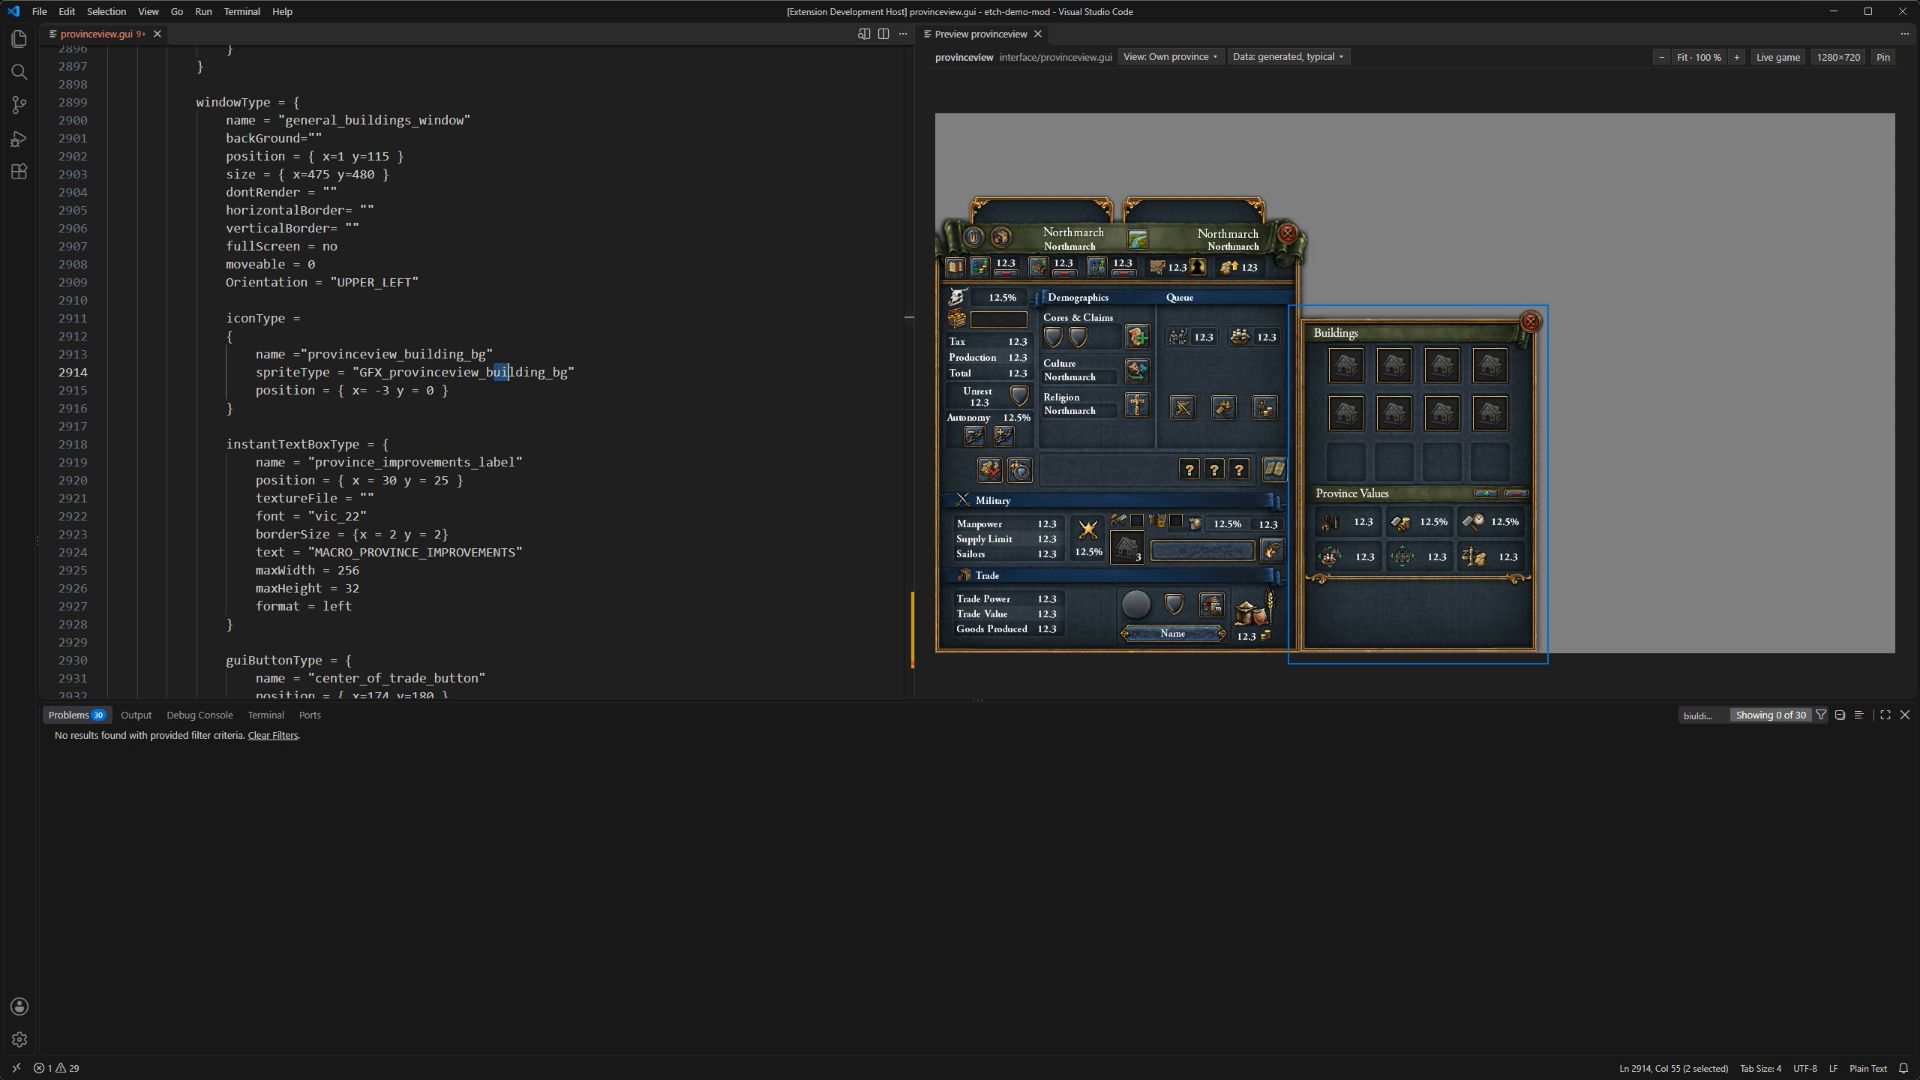 File Edit Selection View Go Run Terminal Help
[Extension Development Host] provinceview.gui - etch-demo-mod - Visual Studio Code
provinceview.gui 9+
2896 }
2897 }
2898
2899 windowType = {
2900 name = "general_buildings_window"
2901 backGround=""
2902 position = { x=1 y=115 }
2903 size = { x=475 y=480 }
2904 dontRender = ""
2905 horizontalBorder= ""
2906 verticalBorder= ""
2907 fullScreen = no
2908 moveable = 0
2909 Orientation = "UPPER_LEFT"
2910
2911 iconType =
2912 {
2913 name ="provinceview_building_bg"
2914 spriteType = "GFX_provinceview_building_bg"
2915 position = { x= -3 y = 0 }
2916 }
2917
2918 instantTextBoxType = {
2919 name = "province_improvements_label"
2920 position = { x = 30 y = 25 }
2921 textureFile = ""
2922 font = "vic_22"
2923 borderSize = {x = 2 y = 2}
2924 text = "MACRO_PROVINCE_IMPROVEMENTS"
2925 maxWidth = 256
2926 maxHeight = 32
2927 format = left
2928 }
2929
2930 guiButtonType = {
2931 name = "center_of_trade_button"
2932 position = { x=174 y=180 }
Preview provinceview
provinceview interface/provinceview.gui View: Own province Data: generated, typical
− Fit · 100 % + Live game 1280×720 Pin
Northmarch
Northmarch
Northmarch
Northmarch
12.3 12.3 12.3 12.3 123
12.5%
Demographics Queue
Cores & Claims
12.3 12.3
Tax 12.3
Production 12.3
Total 12.3
Culture
Northmarch
Unrest
12.3
Religion
Northmarch
Autonomy 12.5%
? ? ?
Military
Manpower 12.3
Supply Limit 12.3
Sailors 12.3
12.5%
3
12.5% 12.3
Trade
Trade Power 12.3
Trade Value 12.3
Goods Produced 12.3
Name
12.3
Buildings
Province Values
12.3 12.5% 12.5%
12.3 12.3 12.3
Problems 30 Output Debug Console Terminal Ports
biuldi... Showing 0 of 30
No results found with provided filter criteria. Clear Filters.
1 29
Ln 2914, Col 55 (2 selected) Tab Size: 4 UTF-8 LF Plain Text